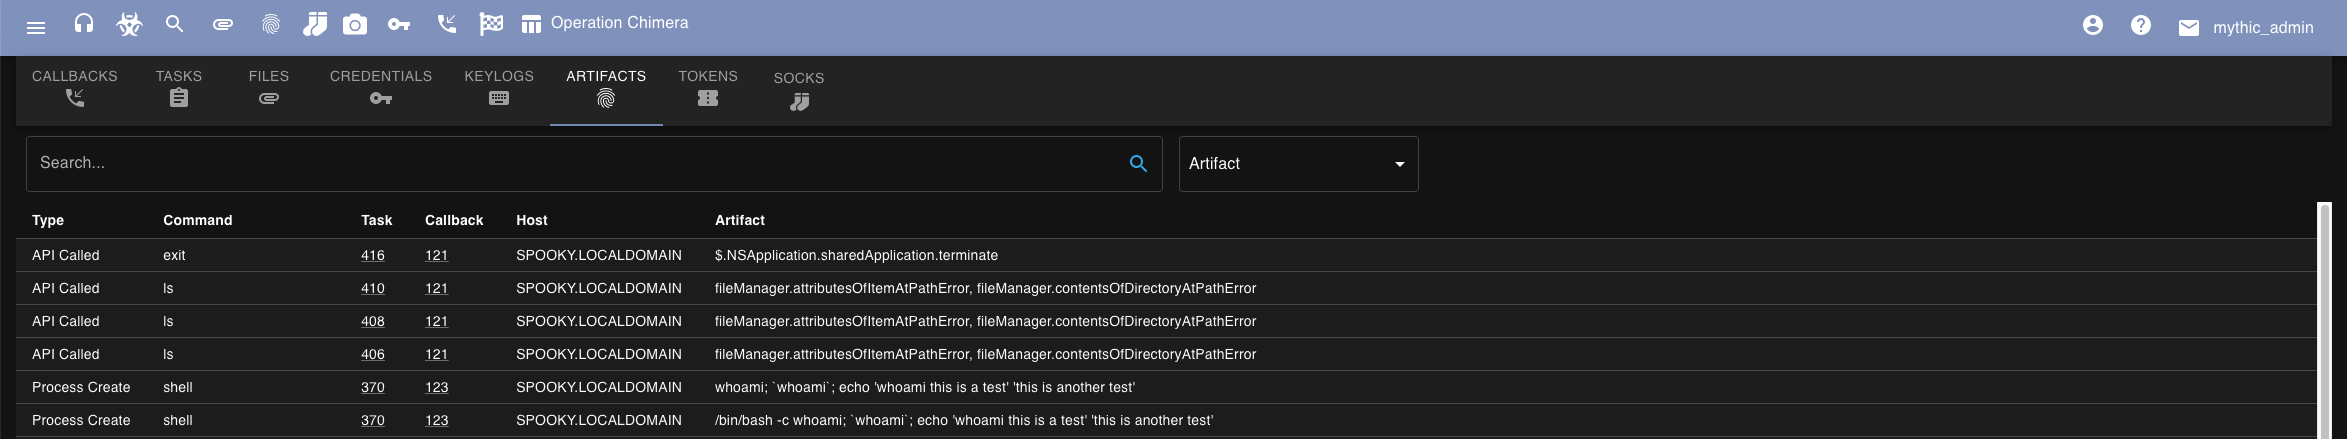 Operation Chimera mythic_admin
CALLBACKS TASKS FILES CREDENTIALS KEYLOGS ARTIFACTS TOKENS SOCKS
Search... Artifact
Type Command Task Callback Host Artifact
API Called exit 416 121 SPOOKY.LOCALDOMAIN $.NSApplication.sharedApplication.terminate
API Called ls 410 121 SPOOKY.LOCALDOMAIN fileManager.attributesOfItemAtPathError, fileManager.contentsOfDirectoryAtPathError
API Called ls 408 121 SPOOKY.LOCALDOMAIN fileManager.attributesOfItemAtPathError, fileManager.contentsOfDirectoryAtPathError
API Called ls 406 121 SPOOKY.LOCALDOMAIN fileManager.attributesOfItemAtPathError, fileManager.contentsOfDirectoryAtPathError
Process Create shell 370 123 SPOOKY.LOCALDOMAIN whoami; `whoami`; echo 'whoami this is a test' 'this is another test'
Process Create shell 370 123 SPOOKY.LOCALDOMAIN /bin/bash -c whoami; `whoami`; echo 'whoami this is a test' 'this is another test'